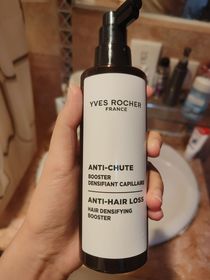 YVES ROCHER
FRANCE
ANTI-CHUTE
BOOSTER
DENSIFIANT CAPILLAIRE
ANTI-HAIR LOSS
HAIR DENSIFYING
BOOSTER